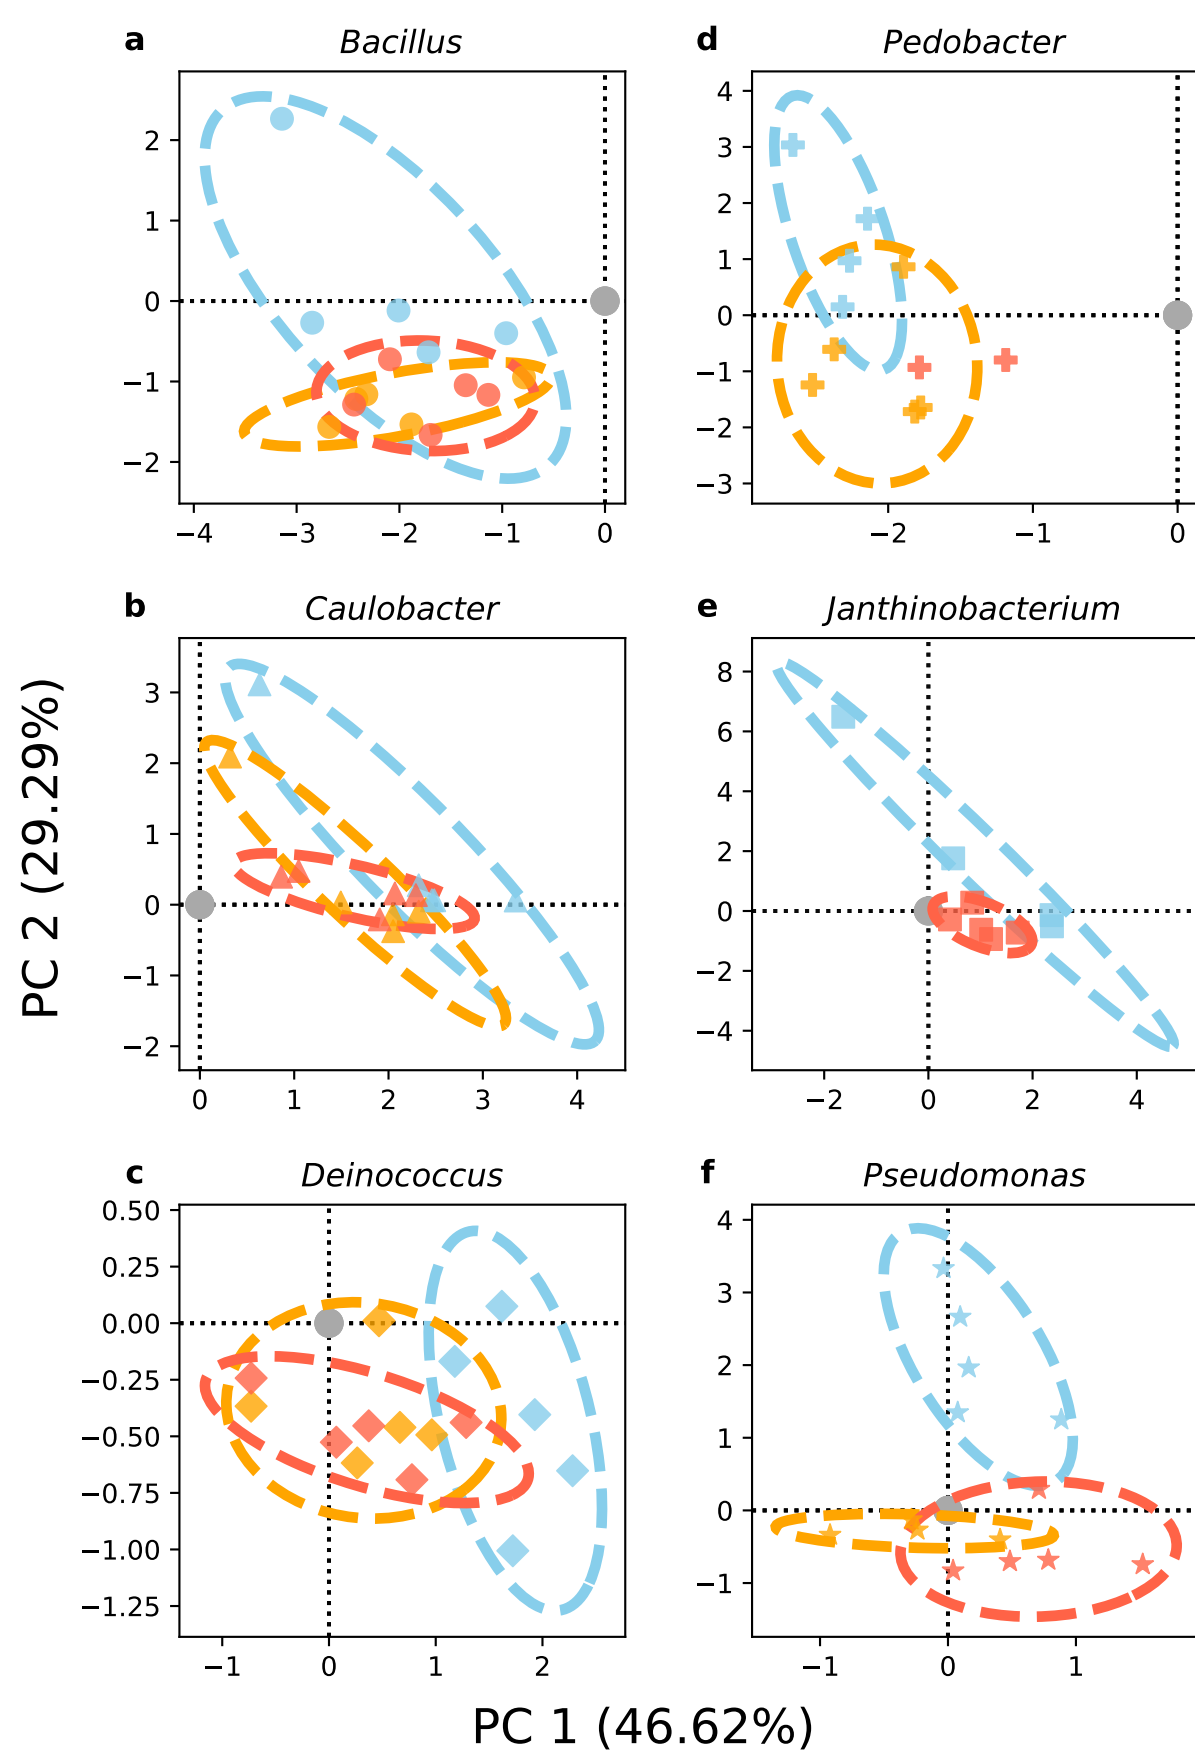 a Bacillus
2
1
0
−1
−2
−4 −3 −2 −1 0
d Pedobacter
4
3
2
1
0
−1
−2
−3
−2 −1 0
b Caulobacter
3
2
1
0
−1
−2
0 1 2 3 4
e Janthinobacterium
8
6
4
2
0
−2
−4
−2 0 2 4
c Deinococcus
0.50
0.25
0.00
−0.25
−0.50
−0.75
−1.00
−1.25
−1 0 1 2
f Pseudomonas
4
3
2
1
0
−1
−1 0 1
PC 2 (29.29%)
PC 1 (46.62%)